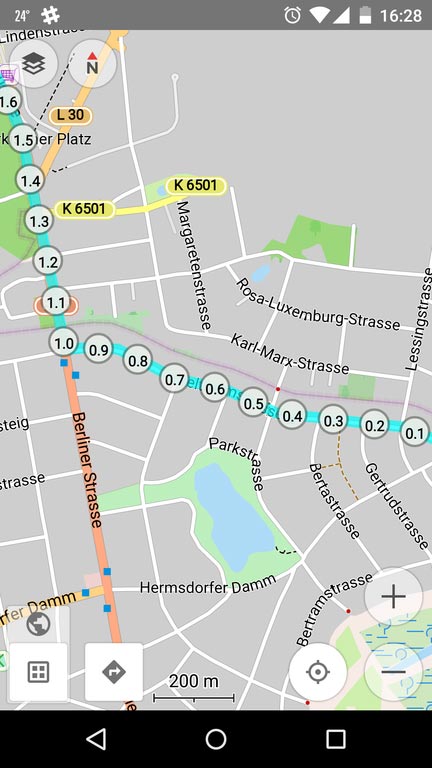 24°
16:28
Lindenstraße
N
L 30
1.6
1.5
er Platz
1.4
K 6501
K 6501
1.3
Margaretenstrasse
1.2
1.1
Rosa-Luxemburg-Strasse
Lessingstrasse
1.0
0.9
Karl-Marx-Strasse
0.8
0.7
0.6
0.5
0.4
0.3
0.2
0.1
Berliner Strasse
steig
Parkstrasse
strasse
Bertastrasse
Gertrudstrasse
Hermsdorfer Damm
rfer Damm
Bertramstrasse
200 m